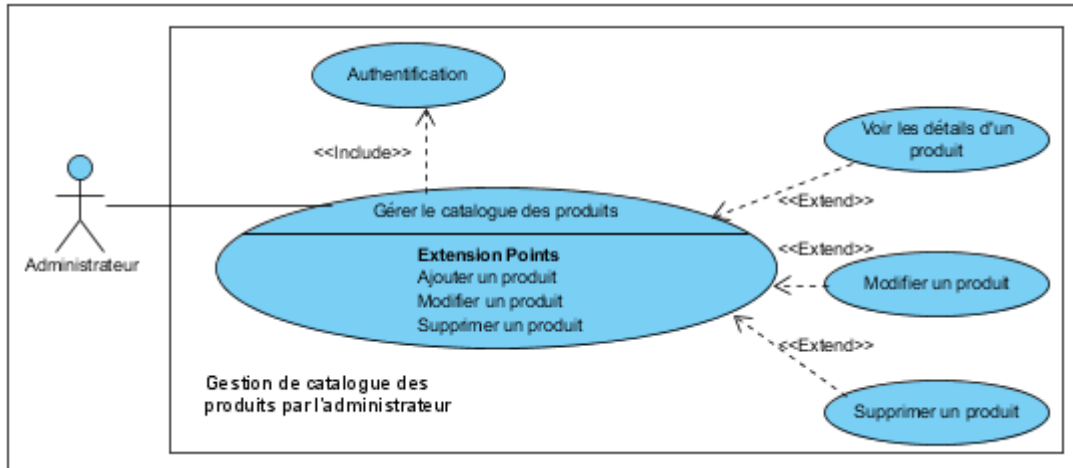 Authentification
<<Include>>
Voir les détails d'un
produit
<<Extend>>
Gérer le catalogue des produits
Extension Points
Ajouter un produit
Modifier un produit
Supprimer un produit
<<Extend>>
Modifier un produit
<<Extend>>
Supprimer un produit
Administrateur
Gestion de catalogue des
produits par l'administrateur